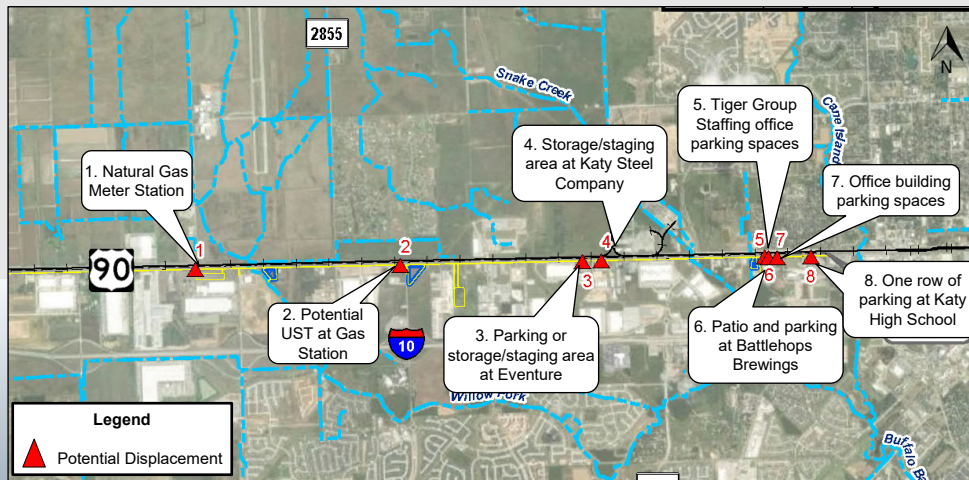 2855
N
Snake Creek
Cane Island
5. Tiger Group
Staffing office
parking spaces
4. Storage/staging
area at Katy Steel
Company
1. Natural Gas
Meter Station
7. Office building
parking spaces
90
1
2
3
4
5
6
7
8
2. Potential
UST at Gas
Station
10
3. Parking or
storage/staging area
at Eventure
6. Patio and parking
at Battlehops
Brewings
8. One row of
parking at Katy
High School
Willow Fork
Buffalo
Legend
Potential Displacement